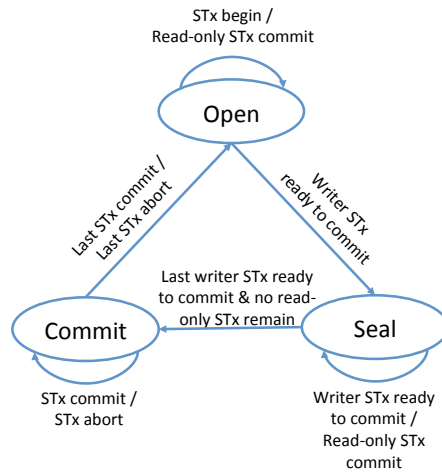 STx begin /
Read-only STx commit
Open
Last STx commit /
Last STx abort
Writer STx
ready to commit
Last writer STx ready
to commit & no read-
only STx remain
Commit
Seal
STx commit /
STx abort
Writer STx ready
to commit /
Read-only STx
commit